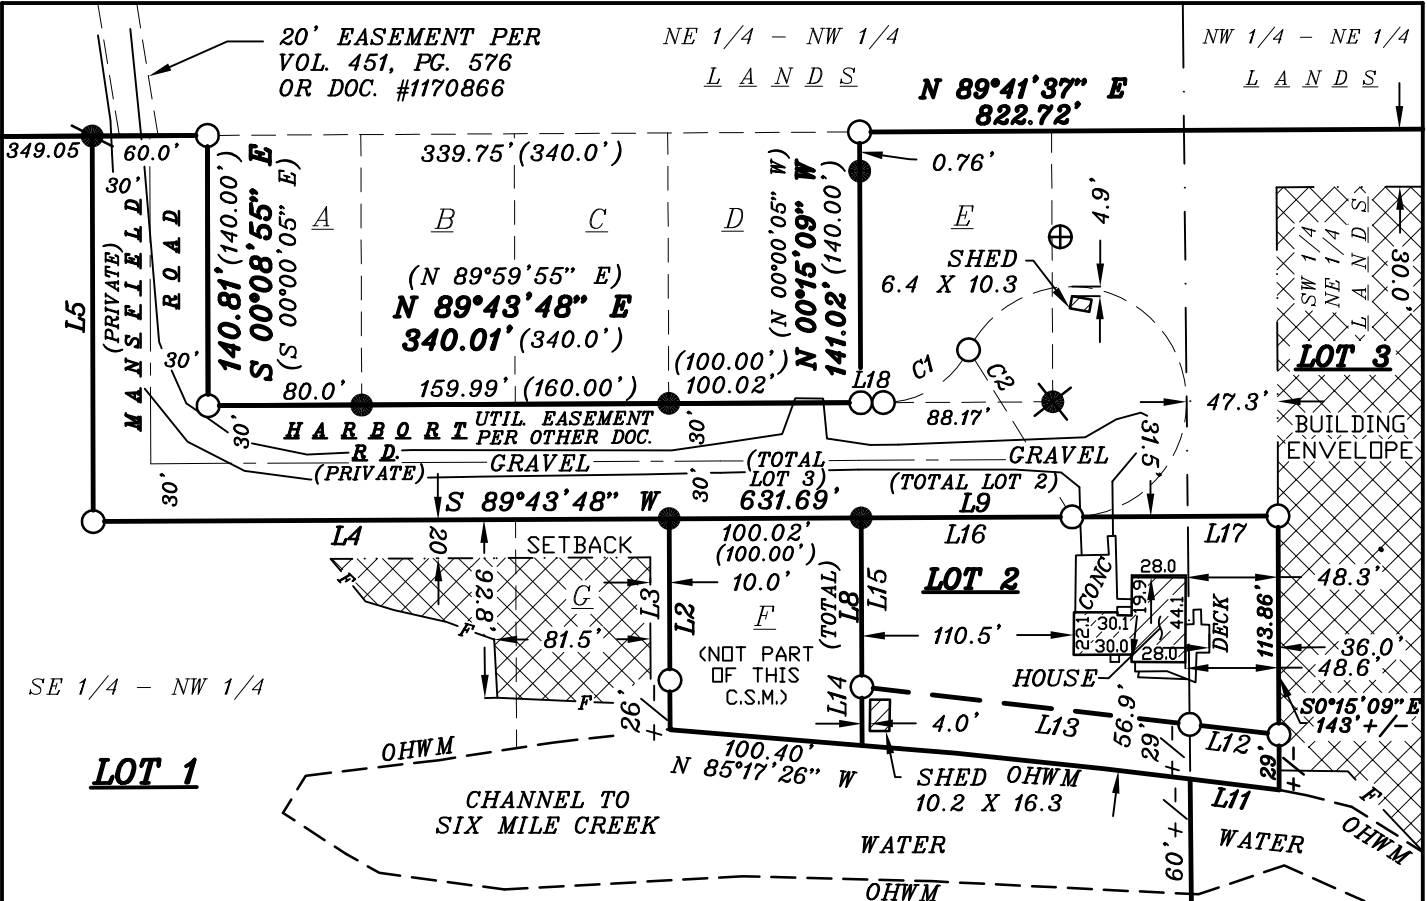 20' EASEMENT PER
VOL. 451, PG. 576
OR DOC. #1170866
NE 1/4 - NW 1/4
L A N D S
NW 1/4 - NE 1/4
L A N D S
N 89°41'37" E
822.72'
349.05
60.0'
30'
339.75' (340.0')
0.76'
140.81' (140.00')
S 00°08'55" E
(S 00°00'05" E)
A
B
C
D
E
(N 00°00'05" W)
N 00°15'09" W
141.02' (140.00')
4.9'
SHED
6.4 X 10.3
SW 1/4
NE 1/4
L A N D S
30.0'
LOT 3
MANSFIELD
ROAD
(PRIVATE)
L5
(N 89°59'55" E)
N 89°43'48" E
340.01' (340.0')
30'
80.0'
159.99' (160.00')
(100.00')
100.02'
L18
C1
C2
88.17'
47.3'
BUILDING
ENVELOPE
31.5'
30'
HARBORT
RD.
(PRIVATE)
UTIL. EASEMENT
PER OTHER DOC.
30'
GRAVEL
GRAVEL
30'
30'
(TOTAL
LOT 3)
631.69'
(TOTAL LOT 2)
S 89°43'48" W
L9
L4
20'
SETBACK
100.02'
(100.00')
L16
L17
92.8'
F
F
F
G
81.5'
L3
L2
10.0'
F
(NOT PART
OF THIS
C.S.M.)
(TOTAL)
L8
L15
LOT 2
CONC
28.0
19.9
44.1
22.1
30.1
30.0
28.0
DECK
48.3'
113.86'
36.0
48.6'
110.5'
HOUSE
SE 1/4 - NW 1/4
26'
+
-
L14
4.0'
L13
56.9'
29'
+
-
L12
S0°15'09"E
143'+/-
29'
+
-
OHWM
100.40'
N 85°17'26" W
SHED
10.2 X 16.3
OHWM
L11
F
OHWM
LOT 1
CHANNEL TO
SIX MILE CREEK
WATER
60'
+
-
WATER
OHWM